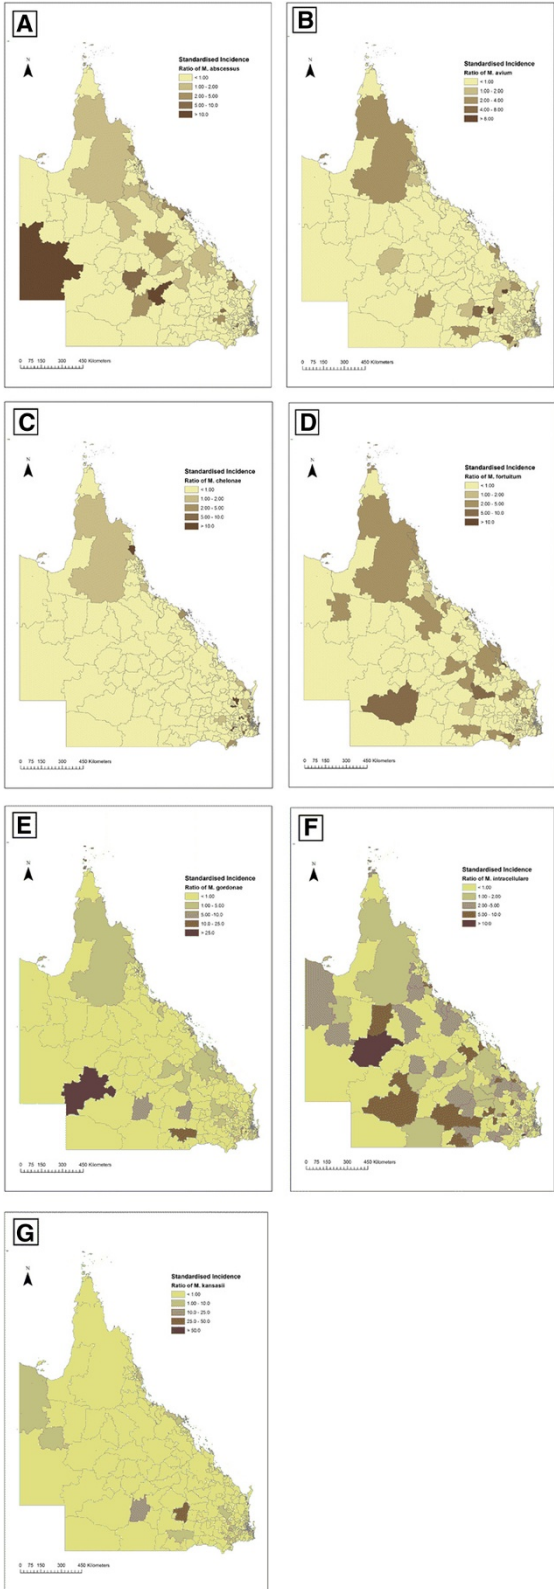 A
N
Standardised Incidence
Ratio of M. abscessus
< 1.00
1.00 - 2.00
2.00 - 5.00
5.00 - 10.0
> 10.0
0 75 150 300 450 Kilometers
B
N
Standardised Incidence
Ratio of M. avium
< 1.00
1.00 - 2.00
2.00 - 4.00
4.00 - 8.00
> 8.00
0 75 150 300 450 Kilometers
C
N
Standardised Incidence
Ratio of M. chelonae
< 1.00
1.00 - 2.00
2.00 - 5.00
5.00 - 10.0
> 10.0
0 75 150 300 450 Kilometers
D
N
Standardised Incidence
Ratio of M. fortuitum
< 1.00
1.00 - 2.00
2.00 - 5.00
5.00 - 10.0
> 10.0
0 75 150 300 450 Kilometers
E
N
Standardised Incidence
Ratio of M. gordonae
< 1.00
1.00 - 5.00
5.00 -10.0
10.0 - 25.0
> 25.0
0 75 150 300 450 Kilometers
F
N
Standardised Incidence
Ratio of M. intracellulare
< 1.00
1.00 - 2.00
2.00 -5.00
5.00 - 10.0
> 10.0
0 75 150 300 450 Kilometers
G
N
Standardised Incidence
Ratio of M. kansasii
< 1.00
1.00 - 10.0
10.0 - 25.0
25.0 - 50.0
> 50.0
0 75 150 300 450 Kilometers